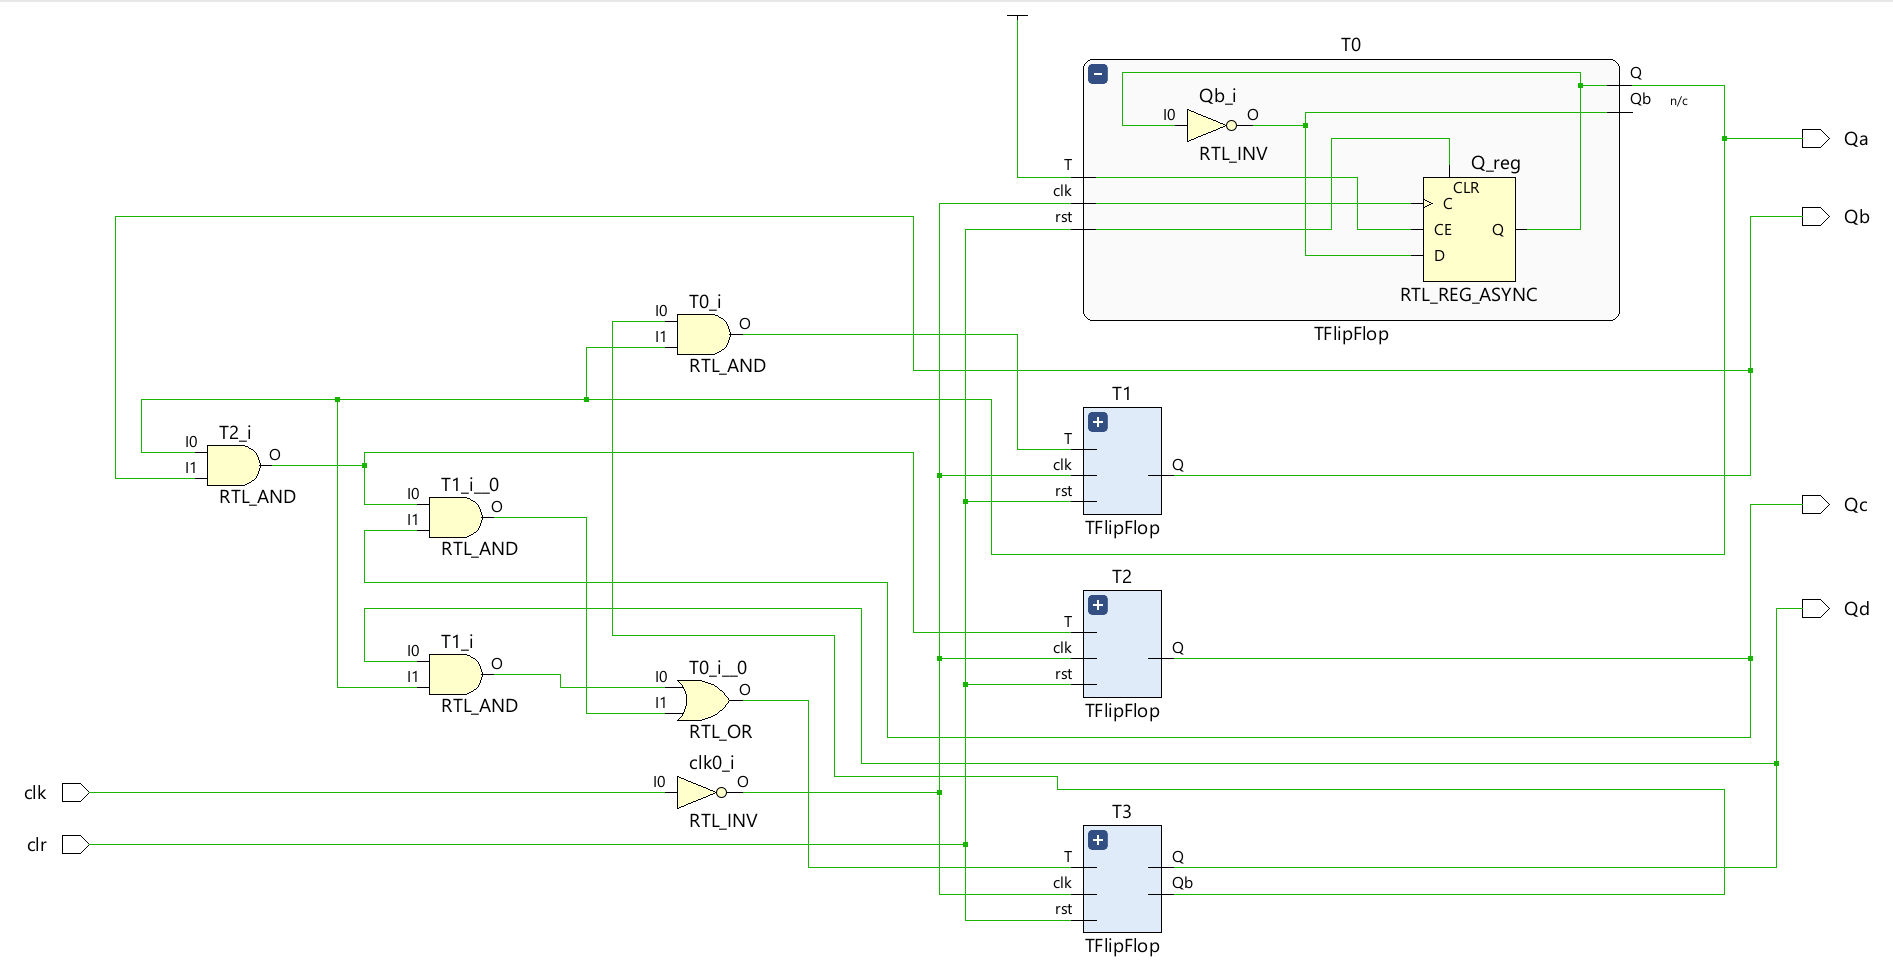 T0
Q
Qb n/c
Qb_i
I0 O
RTL_INV
Qa
Q_reg
T
CLR
clk
C
rst
CE Q
D
Qb
RTL_REG_ASYNC
TFlipFlop
T0_i
I0 O
I1
RTL_AND
T1
T
clk Q
rst
TFlipFlop
T2_i
I0 O
I1
RTL_AND
T1_i__0
I0 O
I1
RTL_AND
Qc
T2
T
clk Q
rst
TFlipFlop
Qd
T1_i
I0 O
I1
RTL_AND
T0_i__0
I0 O
I1
RTL_OR
clk0_i
clk I0 O
RTL_INV
clr
T3
T Q
clk Qb
rst
TFlipFlop